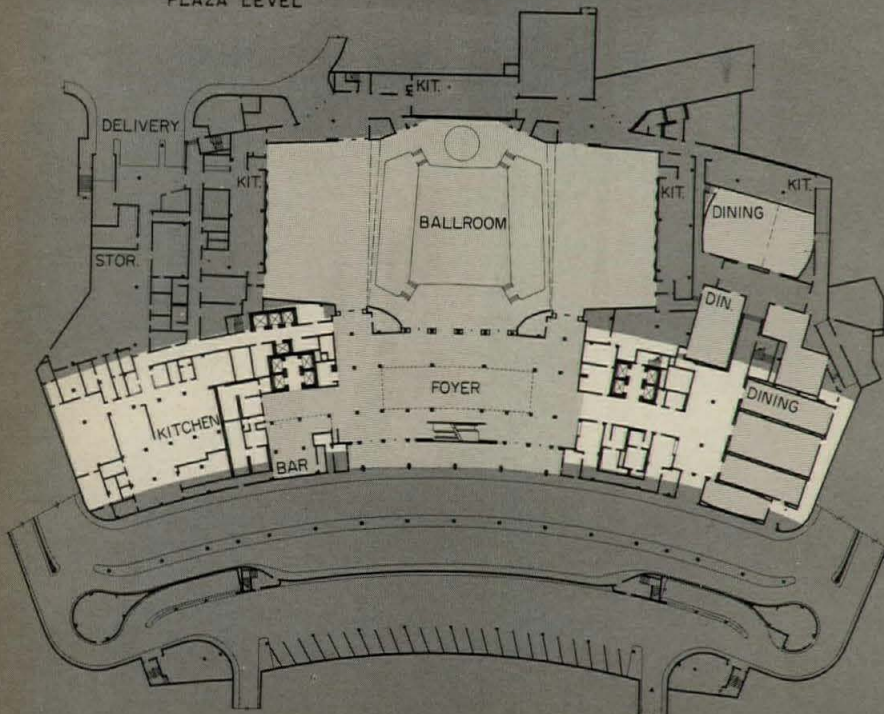 PLAZA LEVEL
KIT.
DELIVERY
KIT.
KIT.
KIT.
DINING
BALLROOM
STOR.
DIN.
FOYER
DINING
KITCHEN
BAR